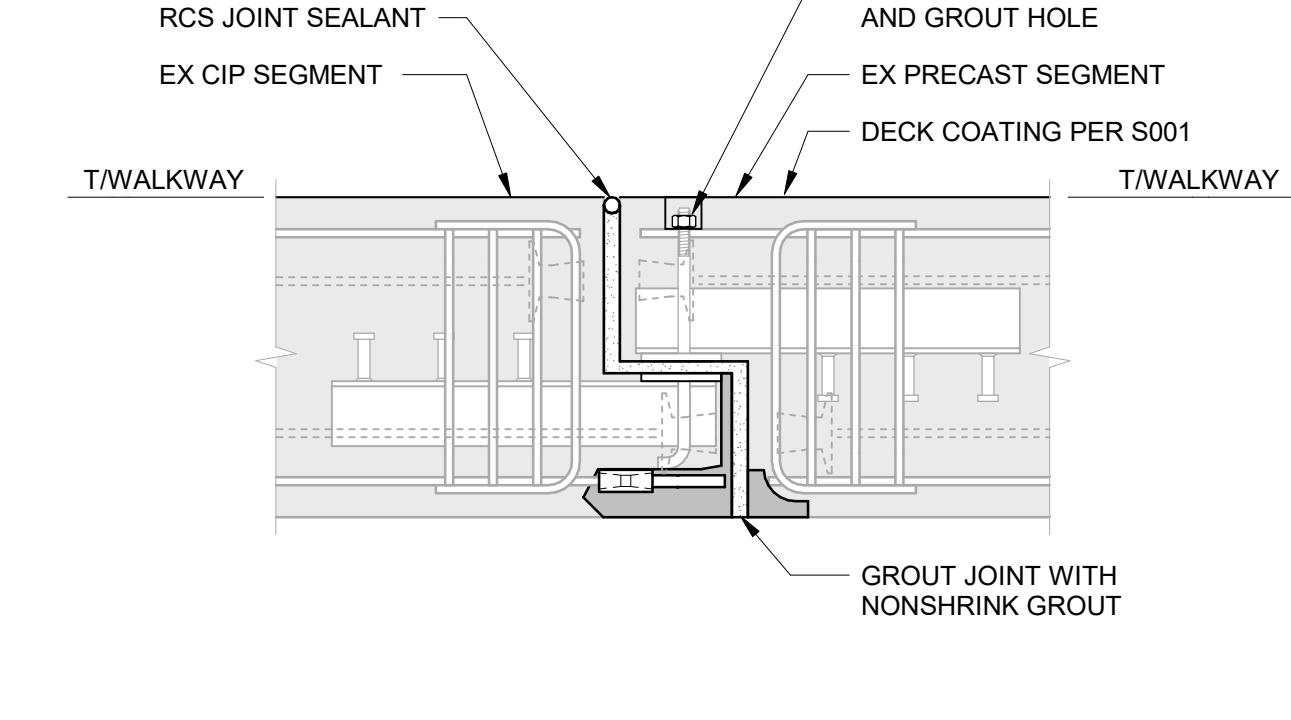 RCS JOINT SEALANT
EX CIP SEGMENT
AND GROUT HOLE
EX PRECAST SEGMENT
DECK COATING PER S001
T/WALKWAY
T/WALKWAY
GROUT JOINT WITH
NONSHRINK GROUT